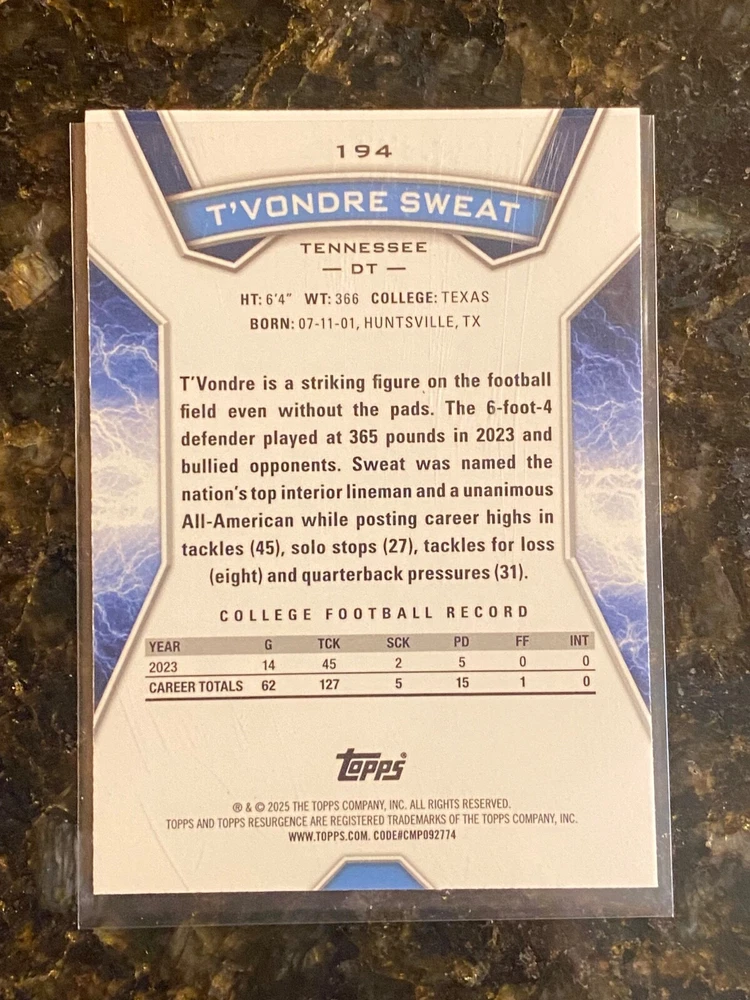 194
T'VONDRE SWEAT
TENNESSEE
— DT —
HT: 6'4" WT: 366 COLLEGE: TEXAS
BORN: 07-11-01, HUNTSVILLE, TX
T'Vondre is a striking figure on the football
field even without the pads. The 6-foot-4
defender played at 365 pounds in 2023 and
bullied opponents. Sweat was named the
nation's top interior lineman and a unanimous
All-American while posting career highs in
tackles (45), solo stops (27), tackles for loss
(eight) and quarterback pressures (31).
COLLEGE FOOTBALL RECORD
YEAR G TCK SCK PD FF INT
2023 14 45 2 5 0 0
CAREER TOTALS 62 127 5 15 1 0
topps®
® & © 2025 THE TOPPS COMPANY, INC. ALL RIGHTS RESERVED.
TOPPS AND TOPPS RESURGENCE ARE REGISTERED TRADEMARKS OF THE TOPPS COMPANY, INC.
WWW.TOPPS.COM. CODE#CMP092774